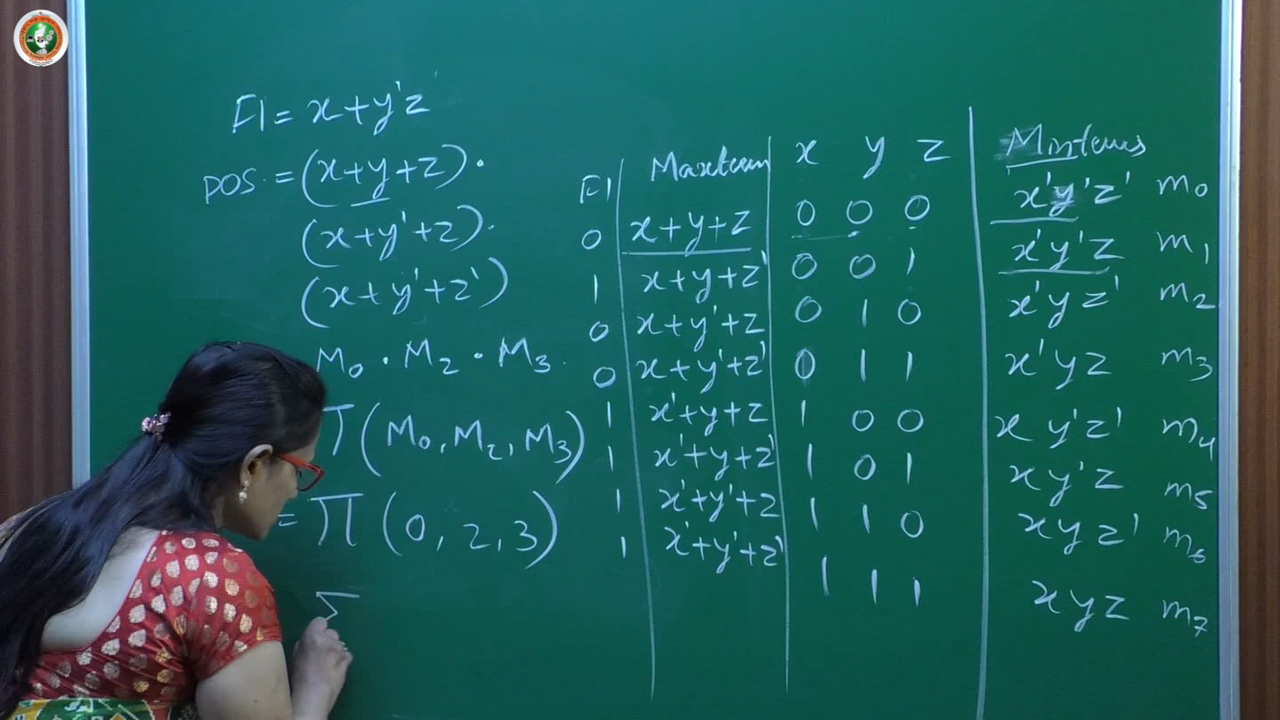 F1 = x + y'z
POS = (x+y+z).
(x+y'+z).
(x+y'+z')
M0 . M2 . M3.
π(M0, M2, M3)
= π(0, 2, 3)
Σ
F1 Maxterm x y z Minterms
0 x+y+z 0 0 0 x'y'z' m0
1 x+y+z' 0 0 1 x'y'z m1
0 x+y'+z 0 1 0 x'yz' m2
0 x+y'+z' 0 1 1 x'yz m3
1 x'+y+z 1 0 0 xy'z' m4
1 x'+y+z' 1 0 1 xy'z m5
1 x'+y'+z 1 1 0 xyz' m6
1 x'+y'+z' 1 1 1 xyz m7